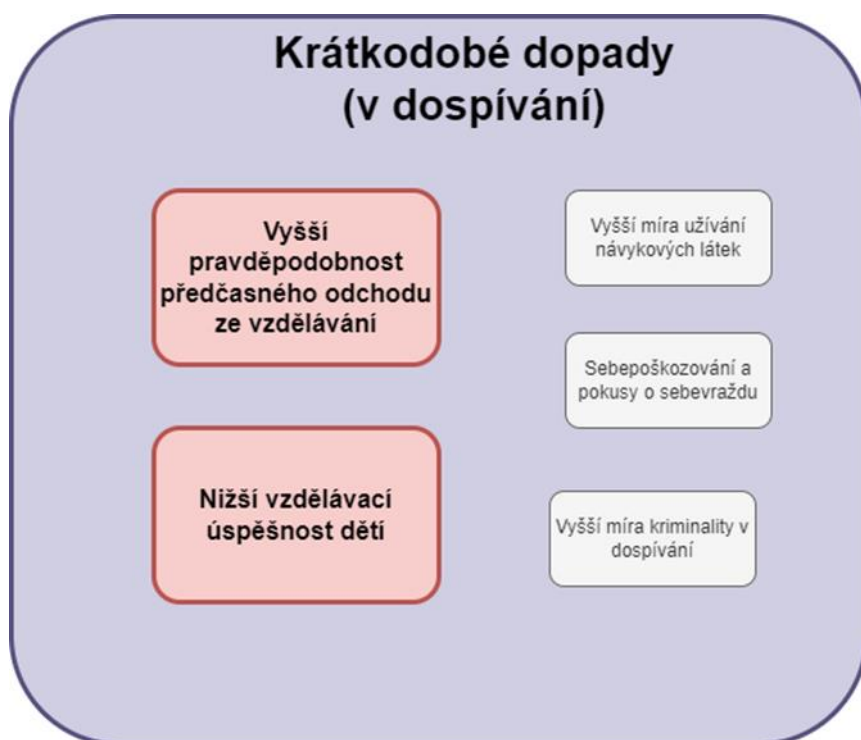 Krátkodobé dopady
(v dospívání)
Vyšší
pravděpodobnost
předčasného odchodu
ze vzdělávání
Nižší vzdělávací
úspěšnost dětí
Vyšší míra užívání
návykových látek
Sebepoškozování a
pokusy o sebevraždu
Vyšší míra kriminality v
dospívání